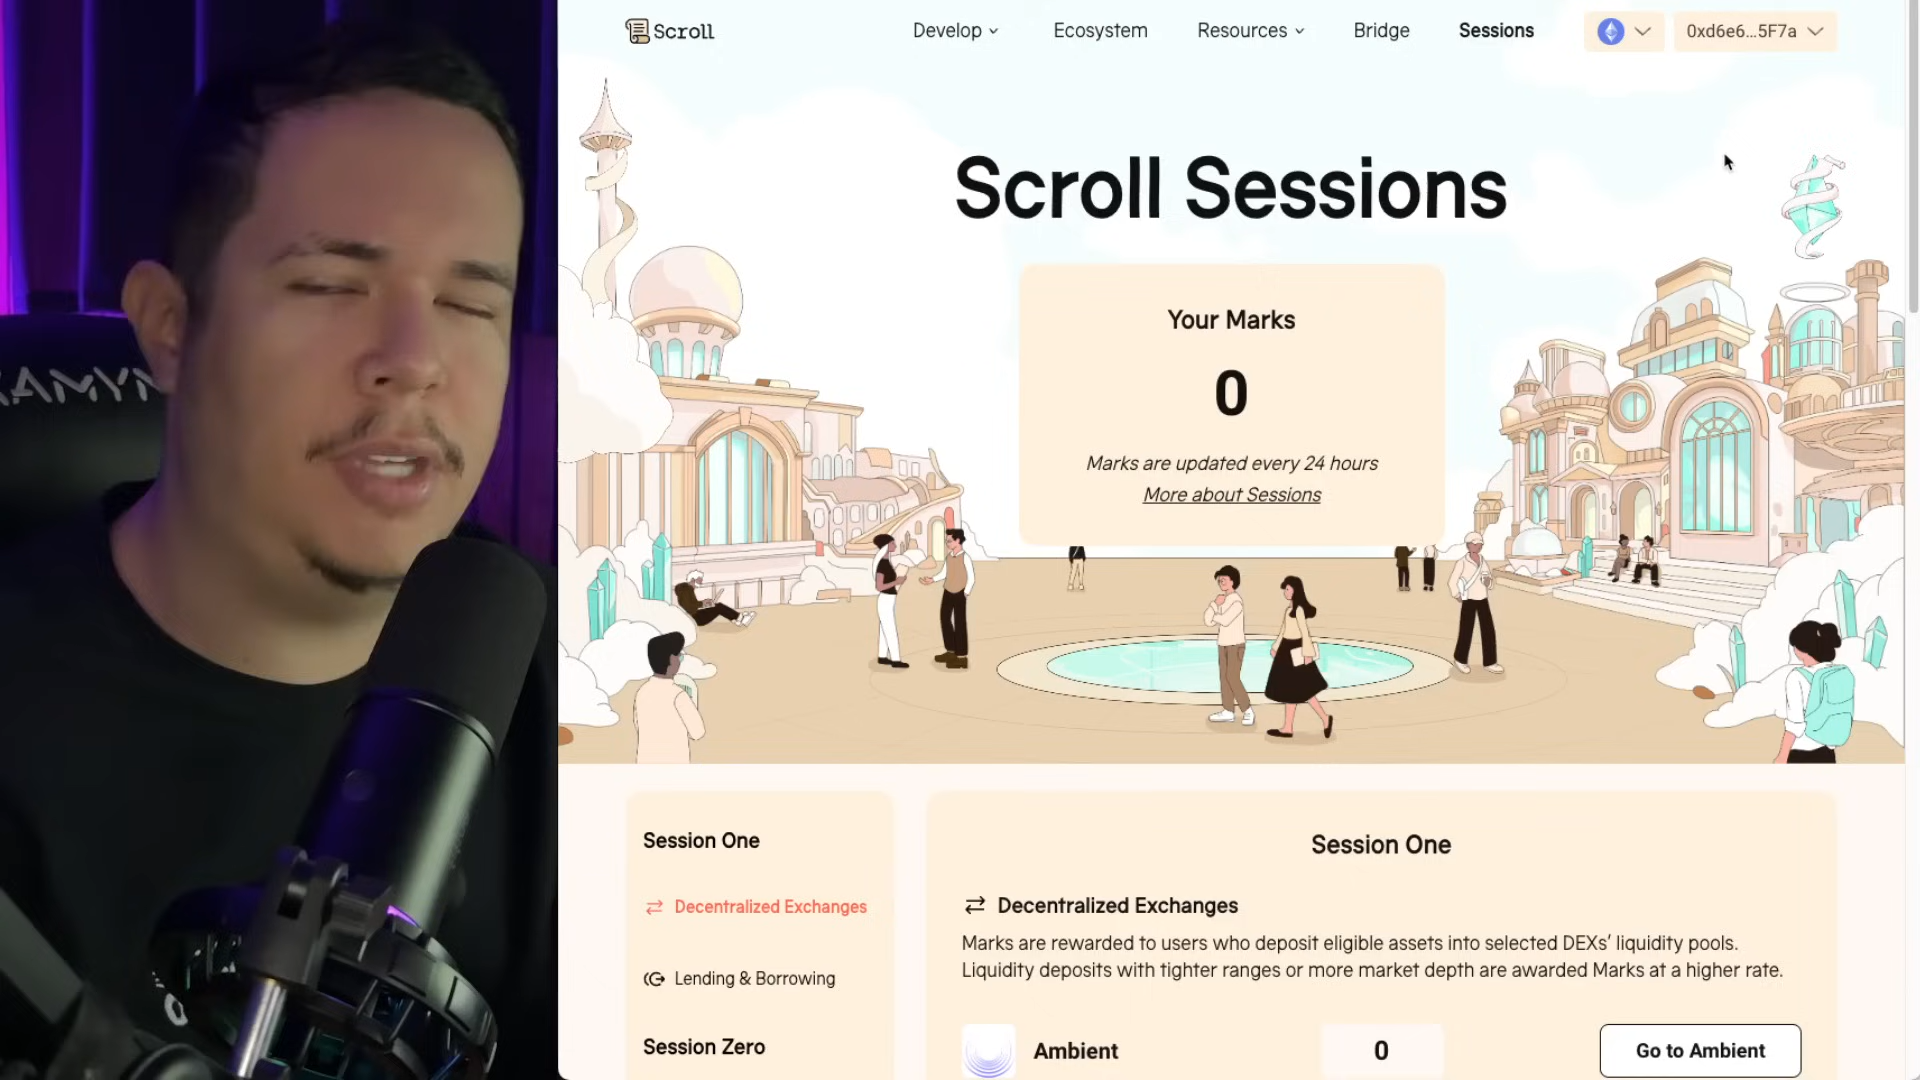 Scroll
Develop
Ecosystem
Resources
Bridge
Sessions
0xd6e6...5F7a
Scroll Sessions
Your Marks
0
Marks are updated every 24 hours
More about Sessions
Session One
Decentralized Exchanges
Lending & Borrowing
Session Zero
Session One
Decentralized Exchanges
Marks are rewarded to users who deposit eligible assets into selected DEXs' liquidity pools.
Liquidity deposits with tighter ranges or more market depth are awarded Marks at a higher rate.
Ambient
0
Go to Ambient